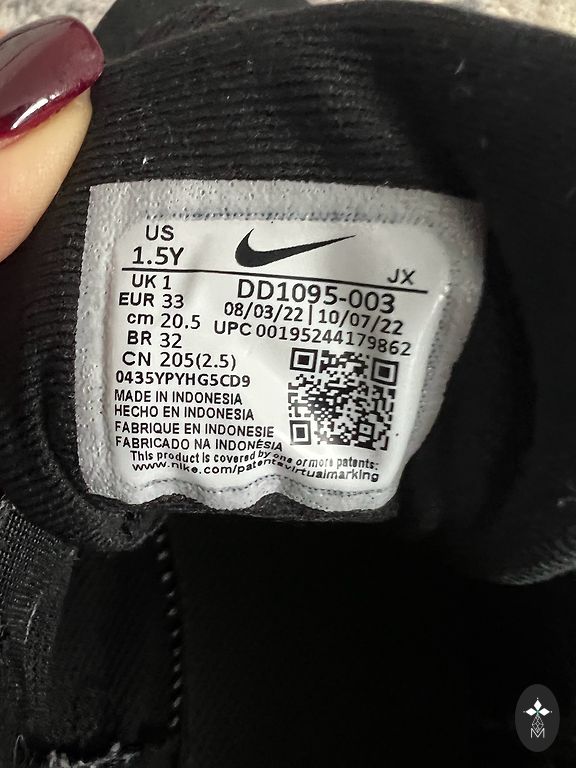 US
1.5Y
JX
UK 1
EUR 33
cm 20.5
BR 32
CN 205(2.5)
DD1095-003
08/03/22|10/07/22
UPC 00195244179862
0435YPYHG5CD9
MADE IN INDONESIA
HECHO EN INDONESIA
FABRIQUE EN INDONESIE
FABRICADO NA INDONÉSIA
This product is covered by one or more patents:
www.nike.com/patentsvirtualmarking
M